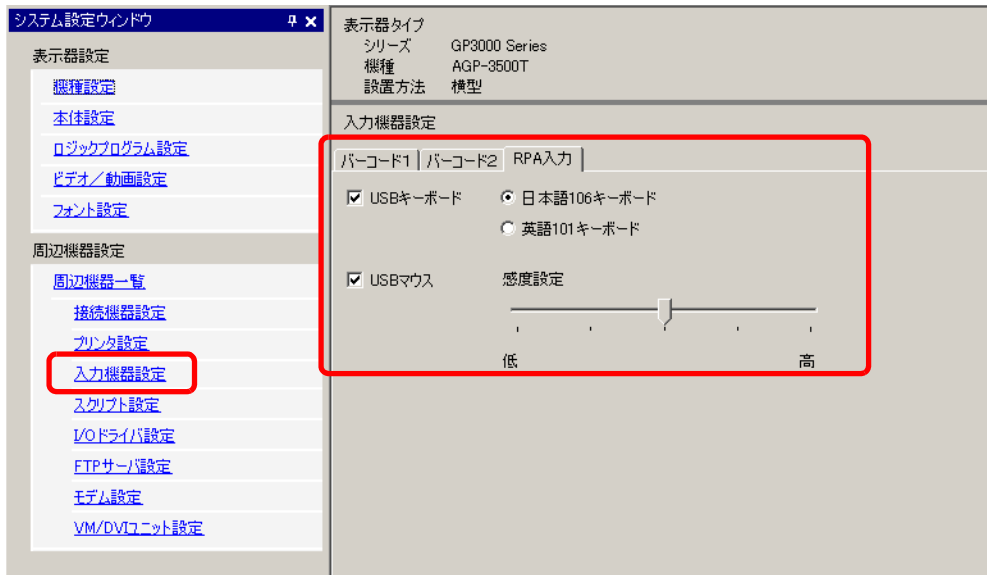 システム設定ウィンドウ
表示器設定
機種設定
本体設定
ロジックプログラム設定
ビデオ／動画設定
フォント設定
周辺機器設定
周辺機器一覧
接続機器設定
プリンタ設定
入力機器設定
スクリプト設定
I/Oドライバ設定
FTPサーバ設定
モデム設定
VM/DVIユニット設定
表示器タイプ
シリーズ GP3000 Series
機種 AGP-3500T
設置方法 横型
入力機器設定
バーコード1 バーコード2 RPA入力
USBキーボード 日本語106キーボード
英語101キーボード
USBマウス 感度設定
低 高